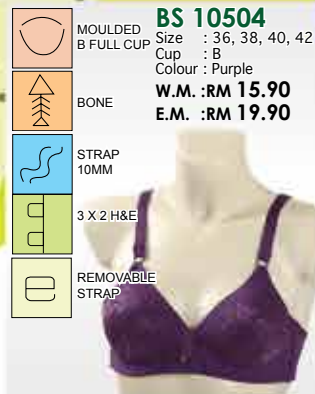 MOULDED
B FULL CUP
BONE
STRAP
10MM
3 X 2 H&E
REMOVABLE
STRAP
BS 10504
Size : 36, 38, 40, 42
Cup : B
Colour : Purple
W.M. :RM 15.90
E.M. :RM 19.90